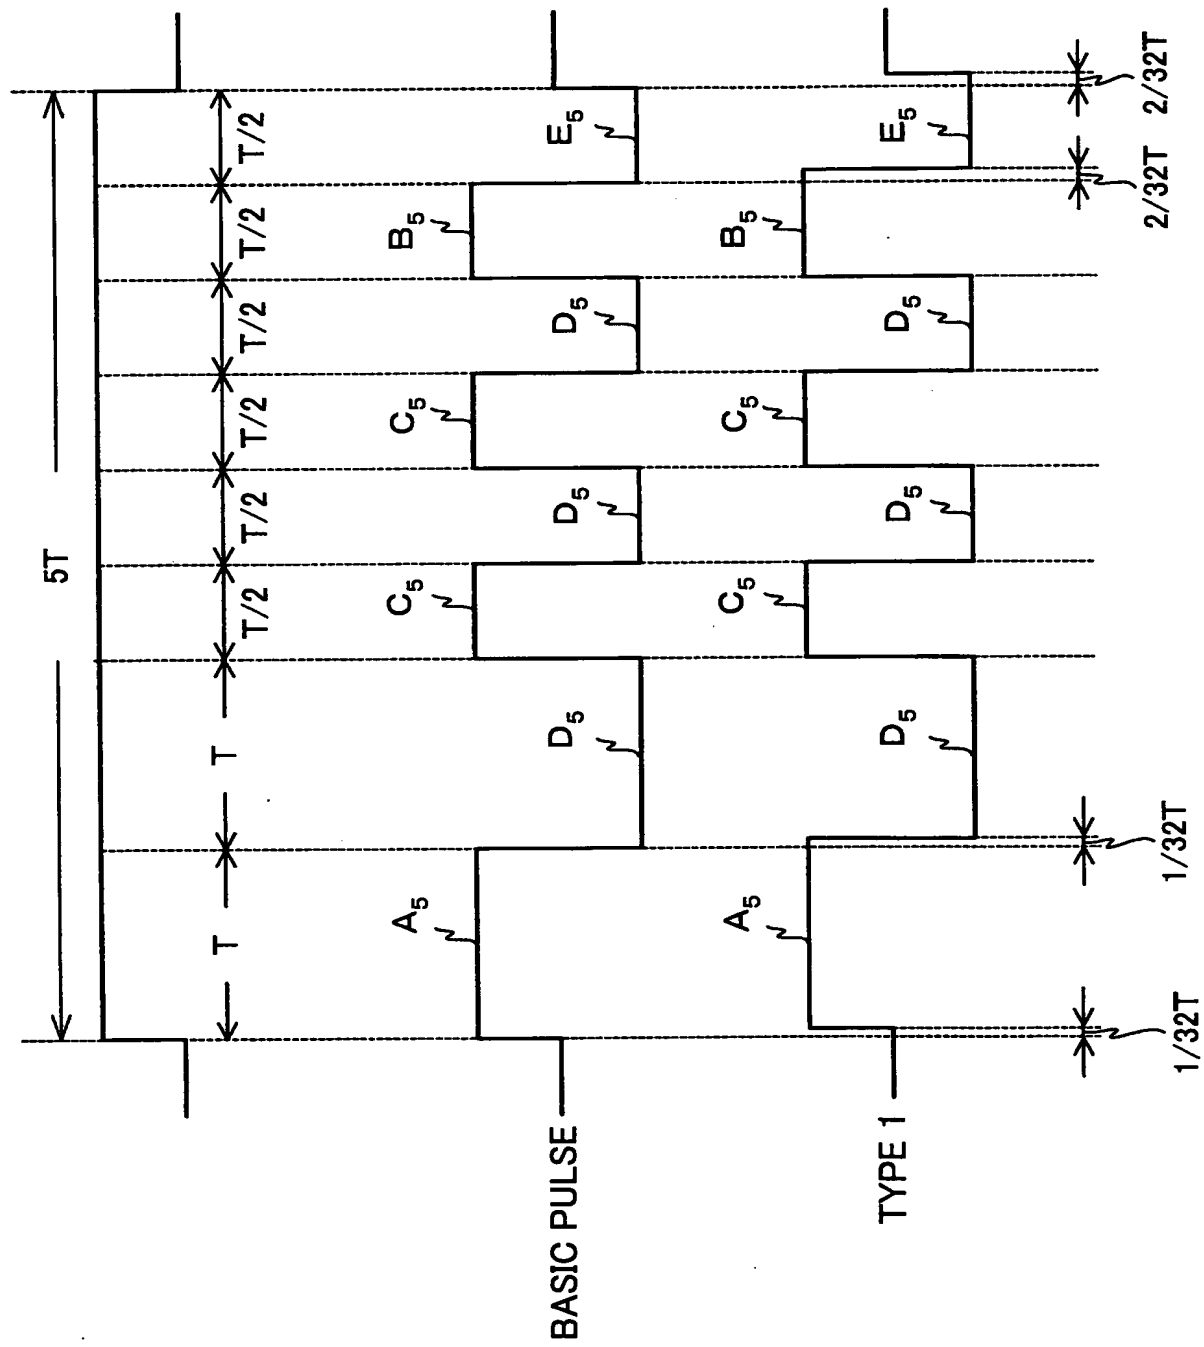 5T
T T T/2 T/2 T/2 T/2 T/2 T/2
BASIC PULSE A₅ D₅ C₅ D₅ C₅ D₅ B₅ E₅
TYPE 1 A₅ D₅ C₅ D₅ C₅ D₅ B₅ E₅
1/32T 1/32T 2/32T 2/32T